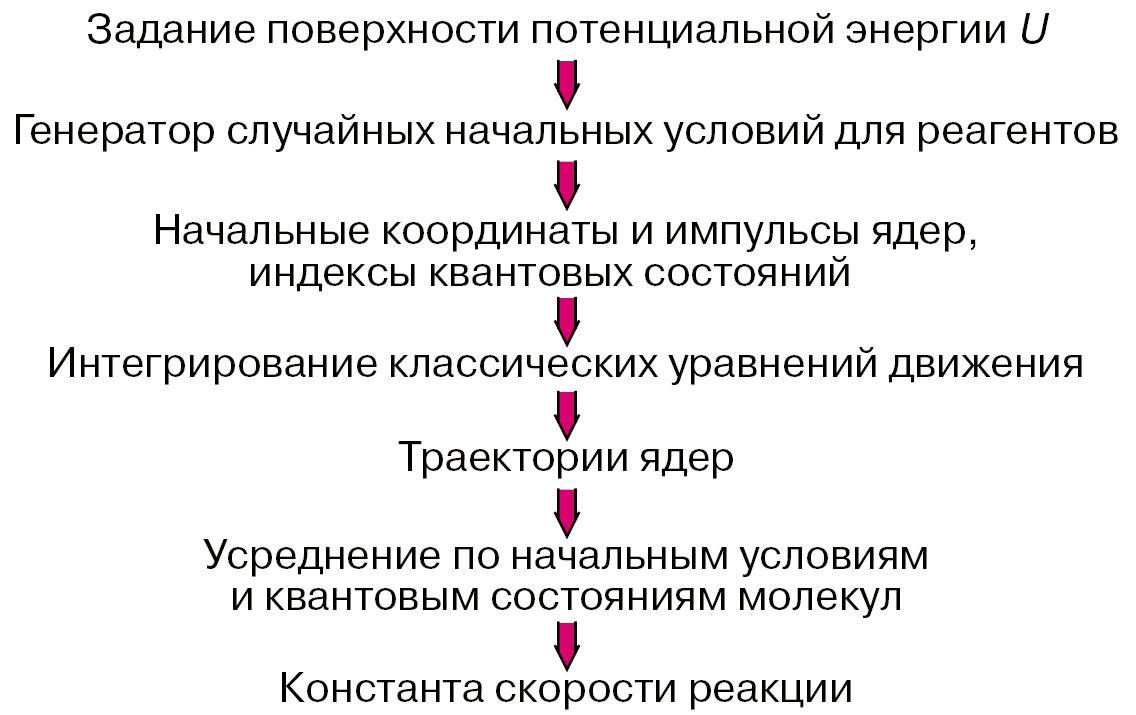 Задание поверхности потенциальной энергии U
Генератор случайных начальных условий для реагентов
Начальные координаты и импульсы ядер,
индексы квантовых состояний
Интегрирование классических уравнений движения
Траектории ядер
Усреднение по начальным условиям
и квантовым состояниям молекул
Константа скорости реакции